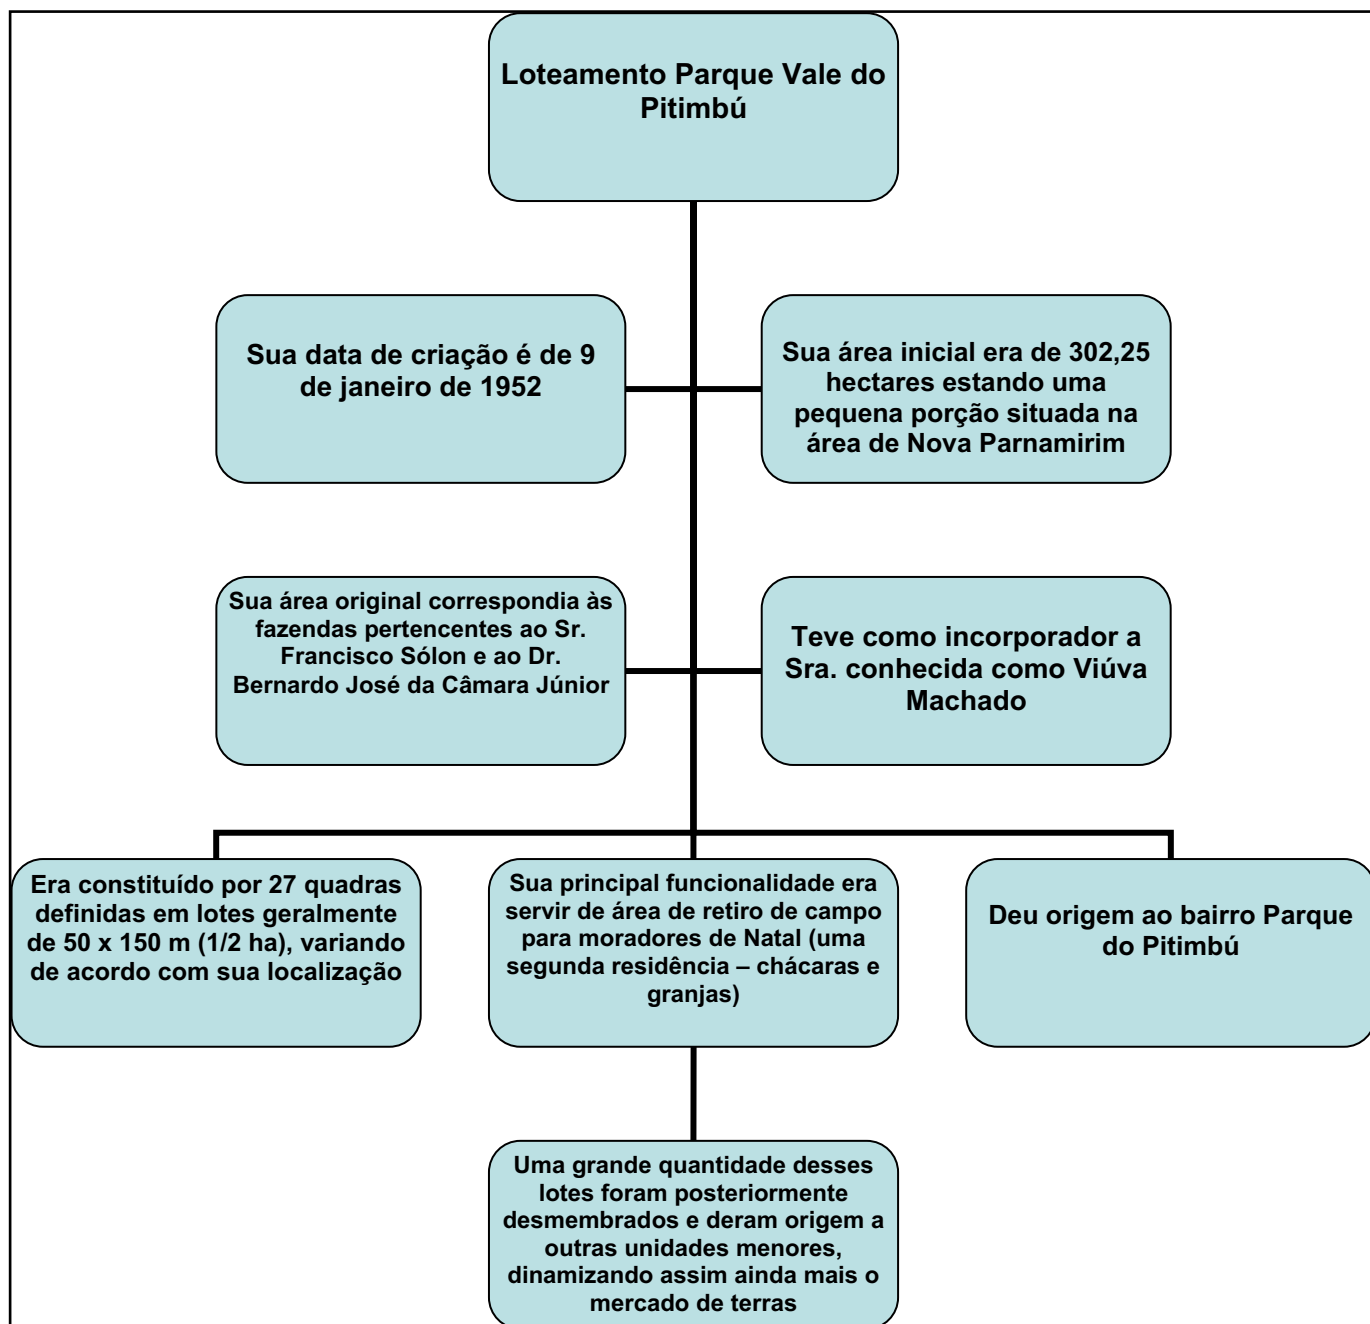 Loteamento Parque Vale do
Pitimbú
Sua data de criação é de 9
de janeiro de 1952
Sua área inicial era de 302,25
hectares estando uma
pequena porção situada na
área de Nova Parnamirim
Sua área original correspondia às
fazendas pertencentes ao Sr.
Francisco Sólon e ao Dr.
Bernardo José da Câmara Júnior
Teve como incorporador a
Sra. conhecida como Viúva
Machado
Era constituído por 27 quadras
definidas em lotes geralmente
de 50 x 150 m (1/2 ha), variando
de acordo com sua localização
Sua principal funcionalidade era
servir de área de retiro de campo
para moradores de Natal (uma
segunda residência – chácaras e
granjas)
Deu origem ao bairro Parque
do Pitimbú
Uma grande quantidade desses
lotes foram posteriormente
desmembrados e deram origem a
outras unidades menores,
dinamizando assim ainda mais o
mercado de terras